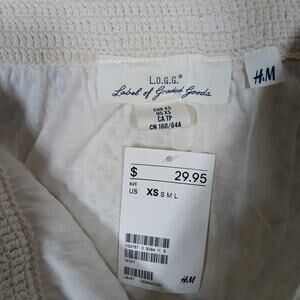 L.O.G.G.®
Label of Graded Goods
H&M
EUR XS
US XS
CA TP
CN 160/64A
$ 29.95
SIZE
US XS S M L
H&M